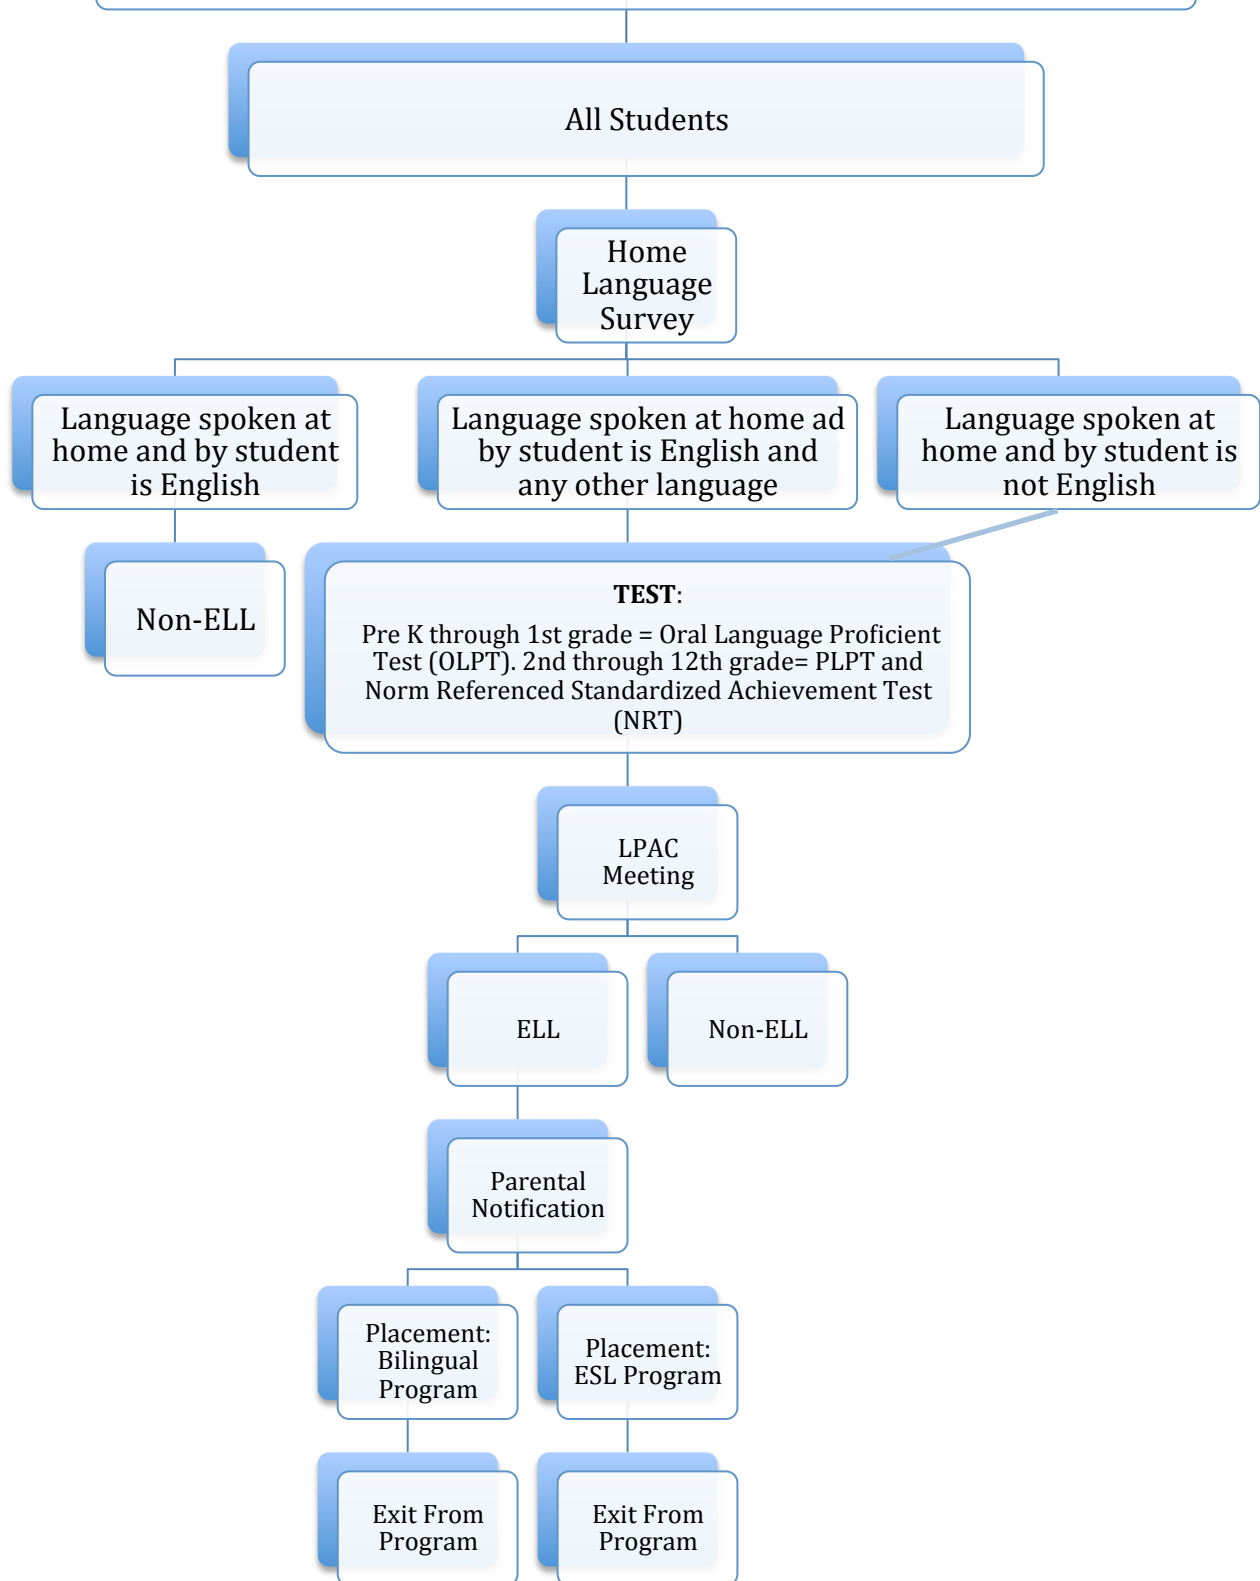 All Students
Home
Language
Survey
Language spoken at
home and by student
is English
Language spoken at home ad
by student is English and
any other language
Language spoken at
home and by student is
not English
Non-ELL
TEST:
Pre K through 1st grade = Oral Language Proficient
Test (OLPT). 2nd through 12th grade= PLPT and
Norm Referenced Standardized Achievement Test
(NRT)
LPAC
Meeting
ELL
Non-ELL
Parental
Notification
Placement:
Bilingual
Program
Placement:
ESL Program
Exit From
Program
Exit From
Program